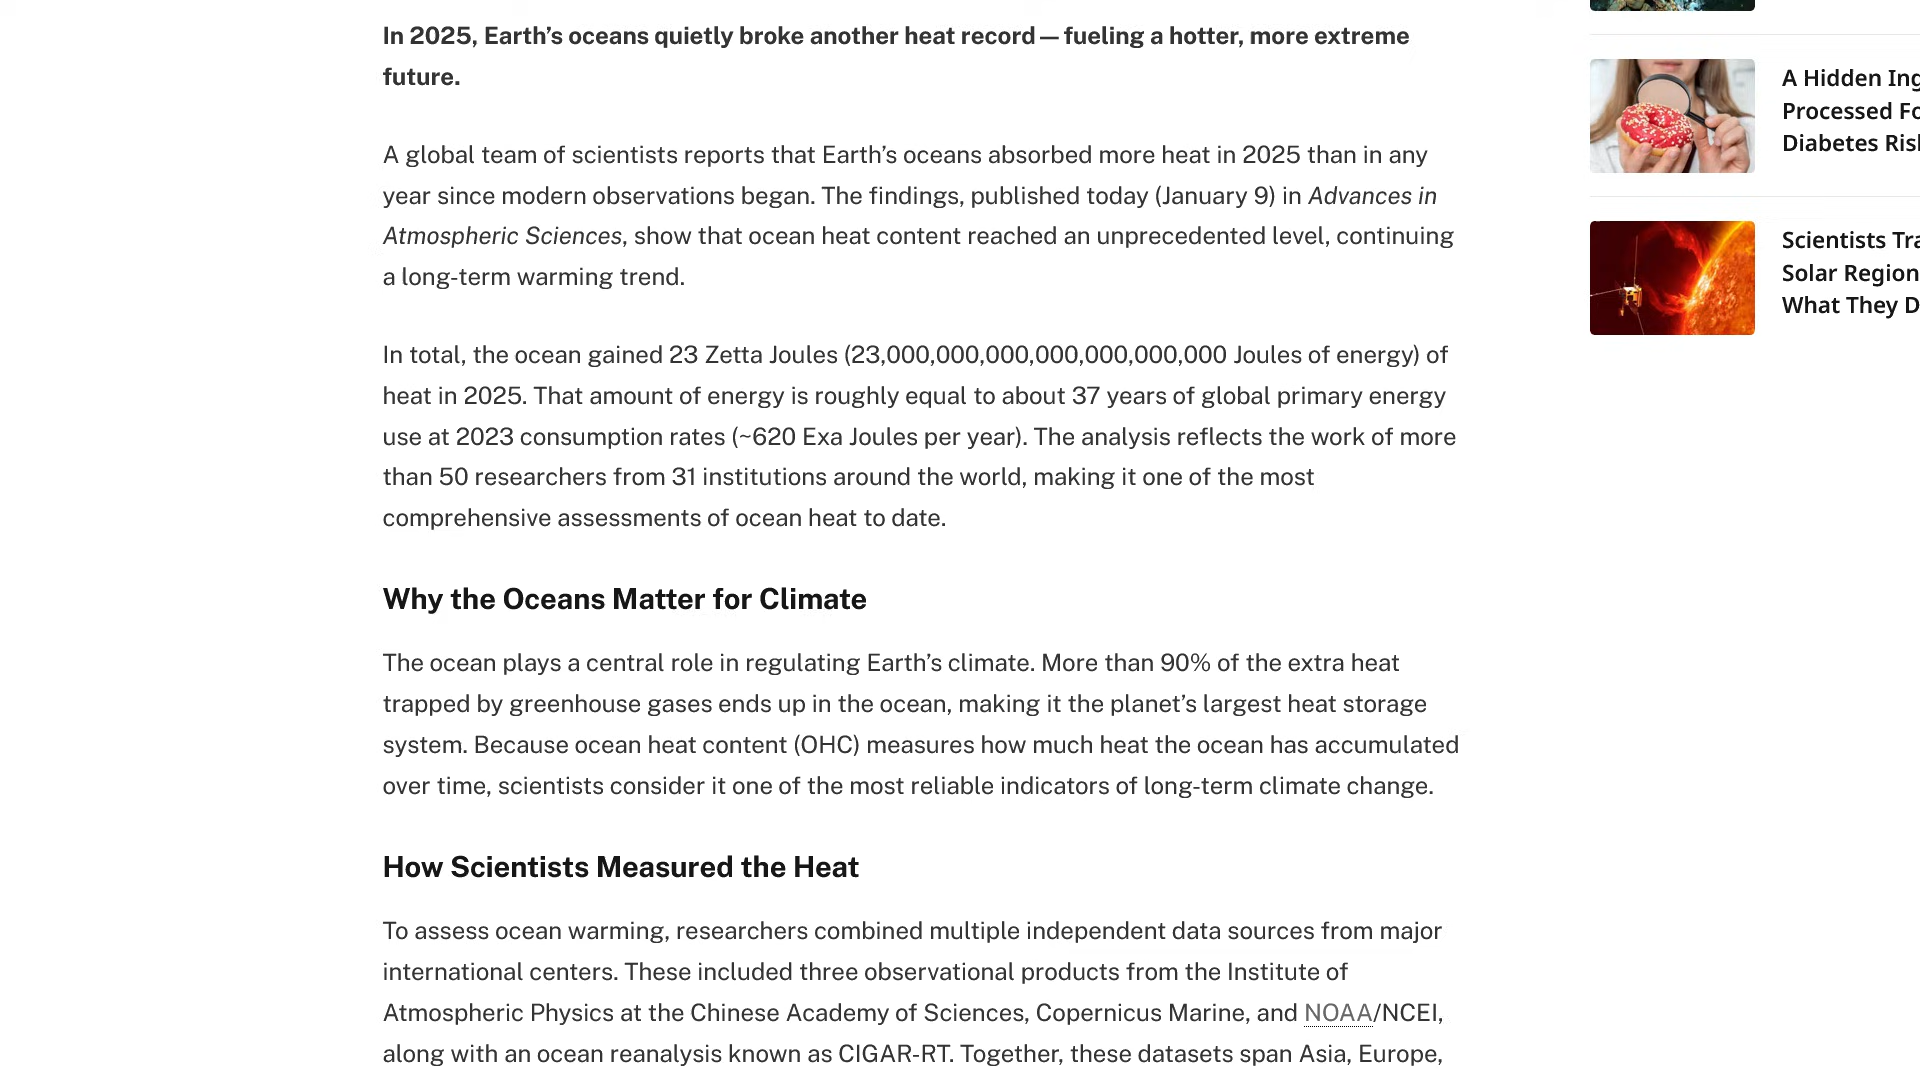 In 2025, Earth’s oceans quietly broke another heat record — fueling a hotter, more extreme
future.
A global team of scientists reports that Earth’s oceans absorbed more heat in 2025 than in any
year since modern observations began. The findings, published today (January 9) in Advances in
Atmospheric Sciences, show that ocean heat content reached an unprecedented level, continuing
a long-term warming trend.
In total, the ocean gained 23 Zetta Joules (23,000,000,000,000,000,000,000 Joules of energy) of
heat in 2025. That amount of energy is roughly equal to about 37 years of global primary energy
use at 2023 consumption rates (~620 Exa Joules per year). The analysis reflects the work of more
than 50 researchers from 31 institutions around the world, making it one of the most
comprehensive assessments of ocean heat to date.
Why the Oceans Matter for Climate
The ocean plays a central role in regulating Earth’s climate. More than 90% of the extra heat
trapped by greenhouse gases ends up in the ocean, making it the planet’s largest heat storage
system. Because ocean heat content (OHC) measures how much heat the ocean has accumulated
over time, scientists consider it one of the most reliable indicators of long-term climate change.
How Scientists Measured the Heat
To assess ocean warming, researchers combined multiple independent data sources from major
international centers. These included three observational products from the Institute of
Atmospheric Physics at the Chinese Academy of Sciences, Copernicus Marine, and NOAA/NCEI,
along with an ocean reanalysis known as CIGAR-RT. Together, these datasets span Asia, Europe,
A Hidden
Processed
Diabetes
Scientists
Solar Region
What They